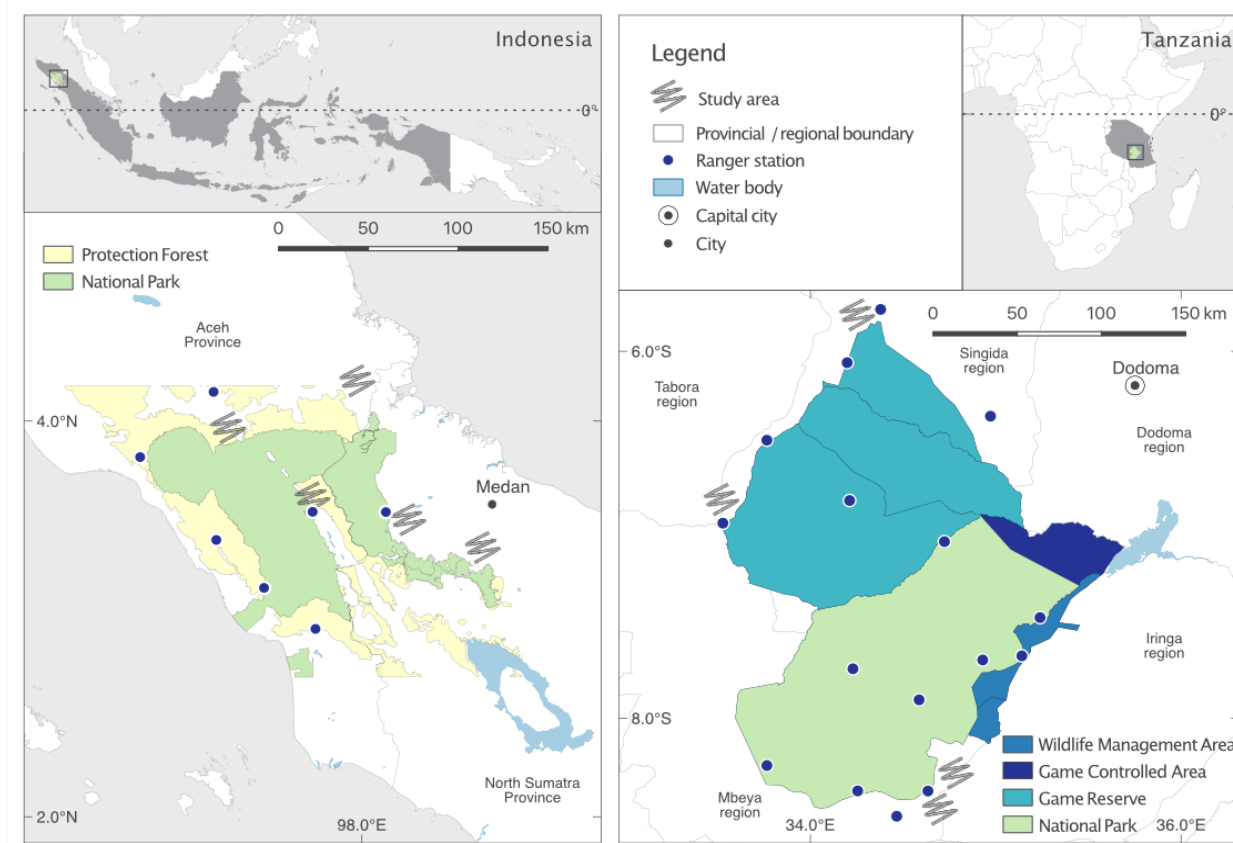 Indonesia
0°
0 50 100 150 km
Protection Forest
National Park
Aceh
Province
4.0°N
Medan
North Sumatra
Province
2.0°N
98.0°E
Legend
Study area
Provincial / regional boundary
Ranger station
Water body
Capital city
City
Tanzania
0°
0 50 100 150 km
6.0°S
Singida
region
Dodoma
Tabora
region
Dodoma
region
Iringa
region
8.0°S
Wildlife Management Area
Game Controlled Area
Game Reserve
National Park
Mbeya
region
34.0°E
36.0°E